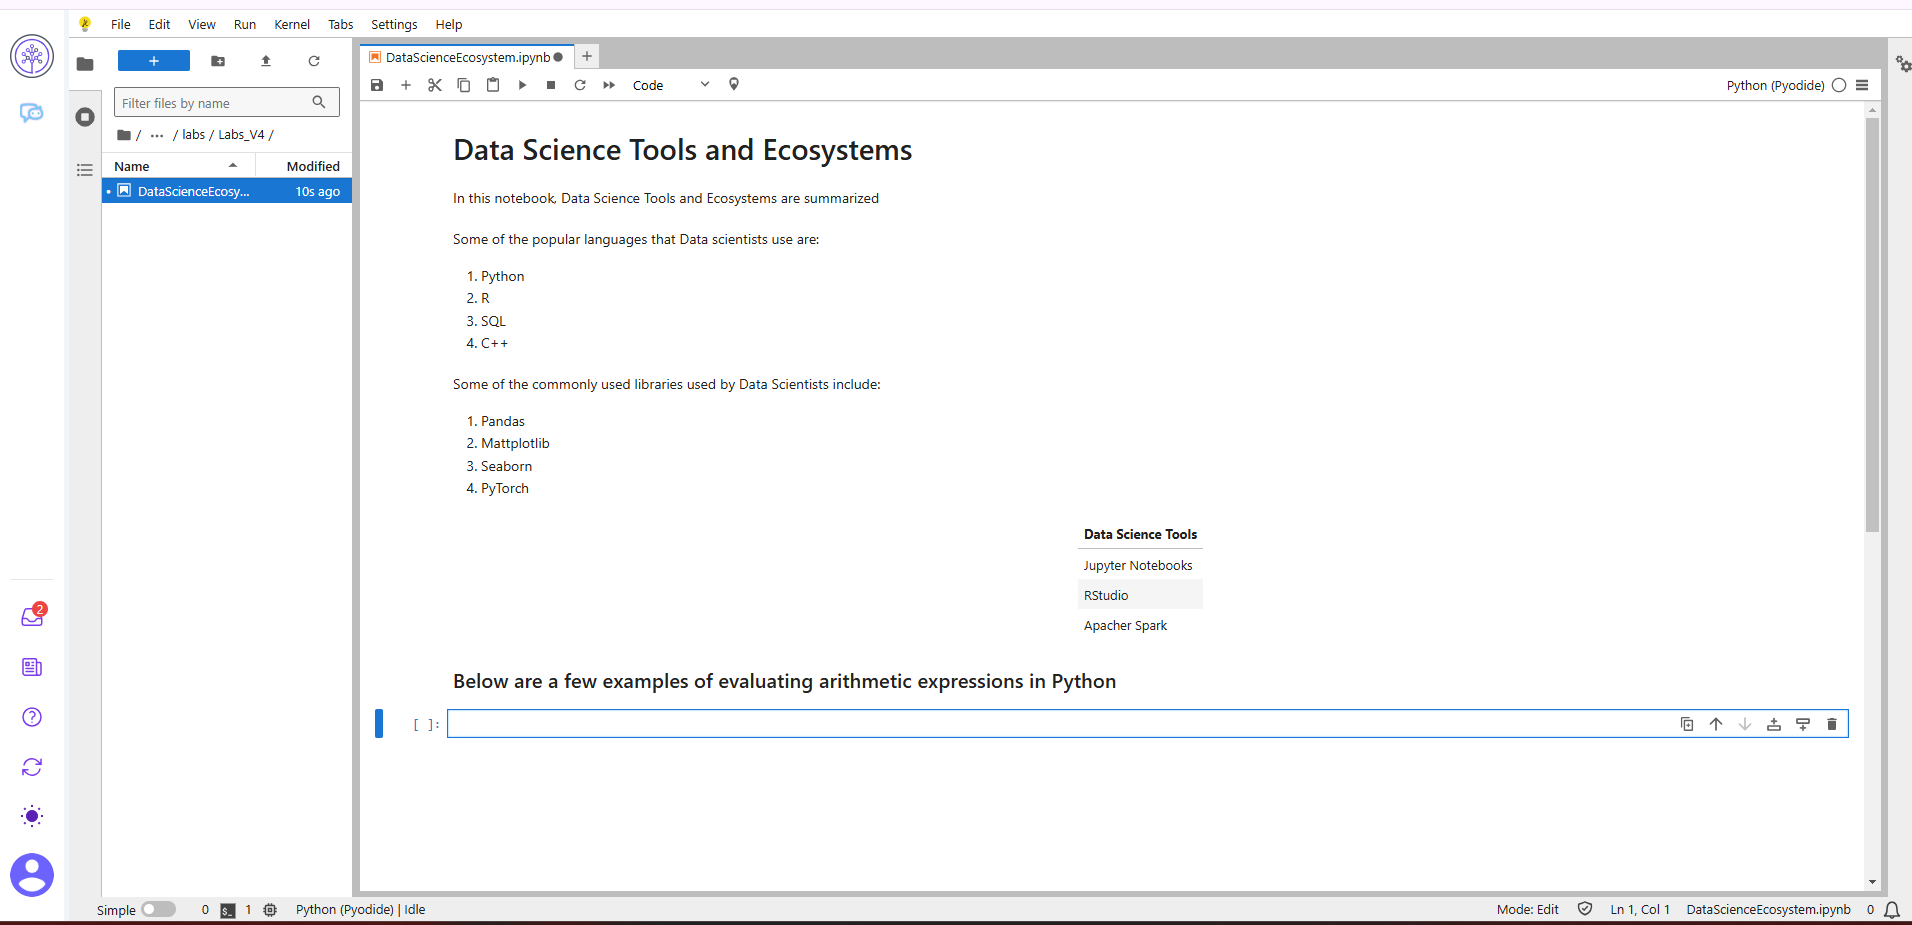 File Edit View Run Kernel Tabs Settings Help
+
Filter files by name
/ ... / labs / Labs_V4 /
Name Modified
DataScienceEcosy... 10s ago
DataScienceEcosystem.ipynb
+
Code
Python (Pyodide)
Data Science Tools and Ecosystems
In this notebook, Data Science Tools and Ecosystems are summarized
Some of the popular languages that Data scientists use are:
1. Python
2. R
3. SQL
4. C++
Some of the commonly used libraries used by Data Scientists include:
1. Pandas
2. Mattplotlib
3. Seaborn
4. PyTorch
Data Science Tools
Jupyter Notebooks
RStudio
Apacher Spark
Below are a few examples of evaluating arithmetic expressions in Python
[ ]:
2
Simple 0 $_ 1 Python (Pyodide) | Idle
Mode: Edit Ln 1, Col 1 DataScienceEcosystem.ipynb 0